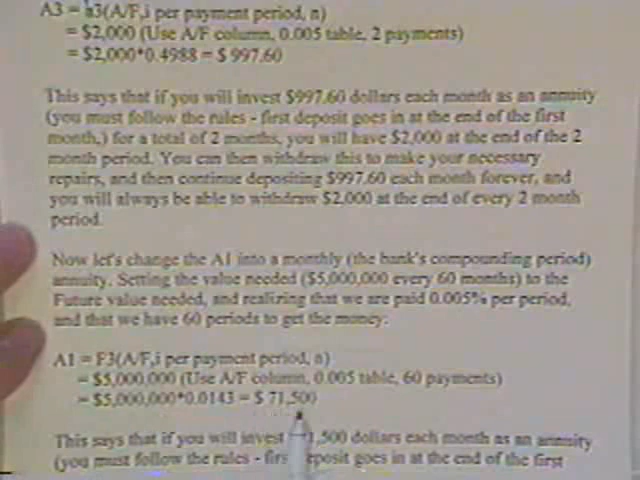 A3 = a3(A/F,i per payment period, n)
= $2,000 (Use A/F column, 0.005 table, 2 payments)
= $2,000*0.4988 = $ 997.60
This says that if you will invest $997.60 dollars each month as an annuity
(you must follow the rules - first deposit goes in at the end of the first
month,) for a total of 2 months, you will have $2,000 at the end of the 2
month period. You can then withdraw this to make your necessary
repairs, and then continue depositing $997.60 each month forever, and
you will always be able to withdraw $2,000 at the end of every 2 month
period.
Now let's change the A1 into a monthly (the bank's compounding period)
annuity. Setting the value needed ($5,000,000 every 60 months) to the
Future value needed, and realizing that we are paid 0.005% per period,
and that we have 60 periods to get the money:
A1 = F3(A/F,i per payment period, n)
= $5,000,000 (Use A/F column, 0.005 table, 60 payments)
= $5,000,000*0.0143 = $ 71,500
This says that if you will invest 1,500 dollars each month as an annuity
(you must follow the rules - firs deposit goes in at the end of the first